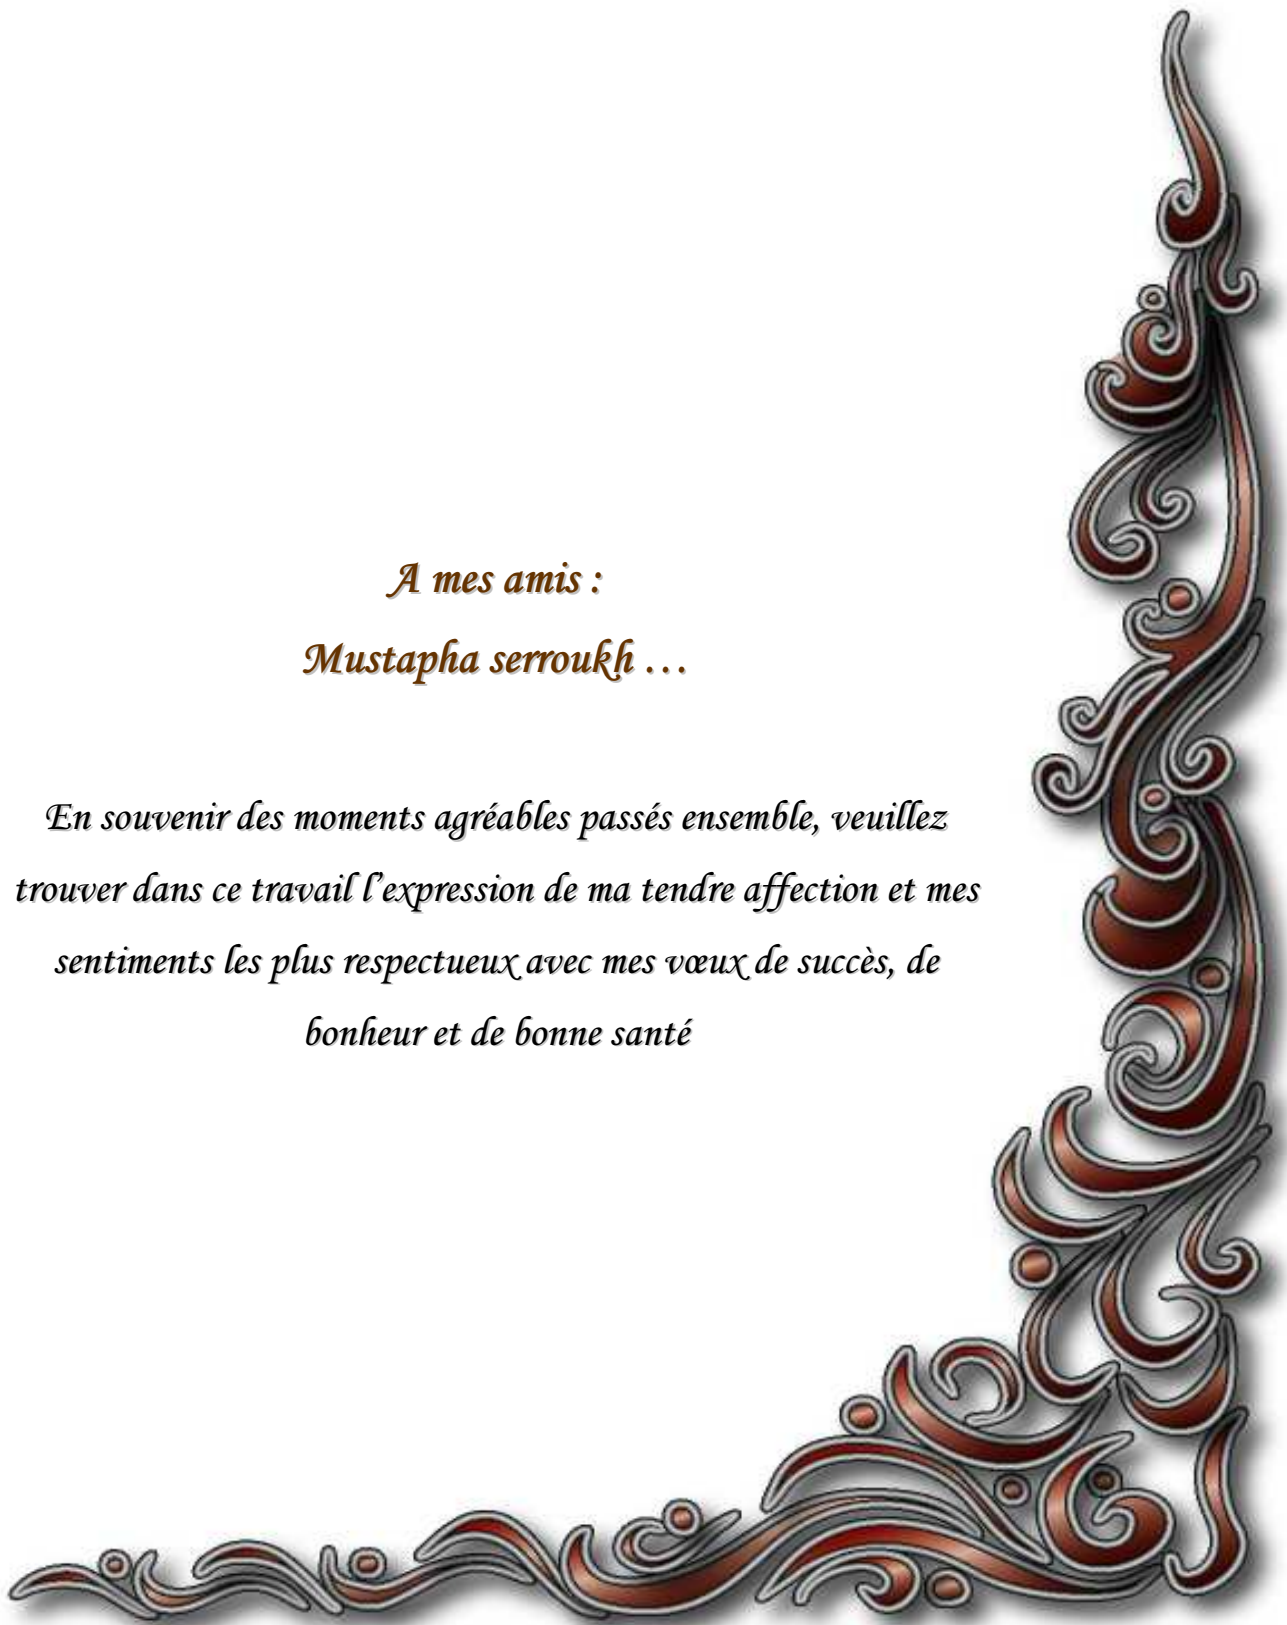 A mes amis :
Mustapha serroukh …
En souvenir des moments agréables passés ensemble, veuillez
trouver dans ce travail l’expression de ma tendre affection et mes
sentiments les plus respectueux avec mes vœux de succès, de
bonheur et de bonne santé